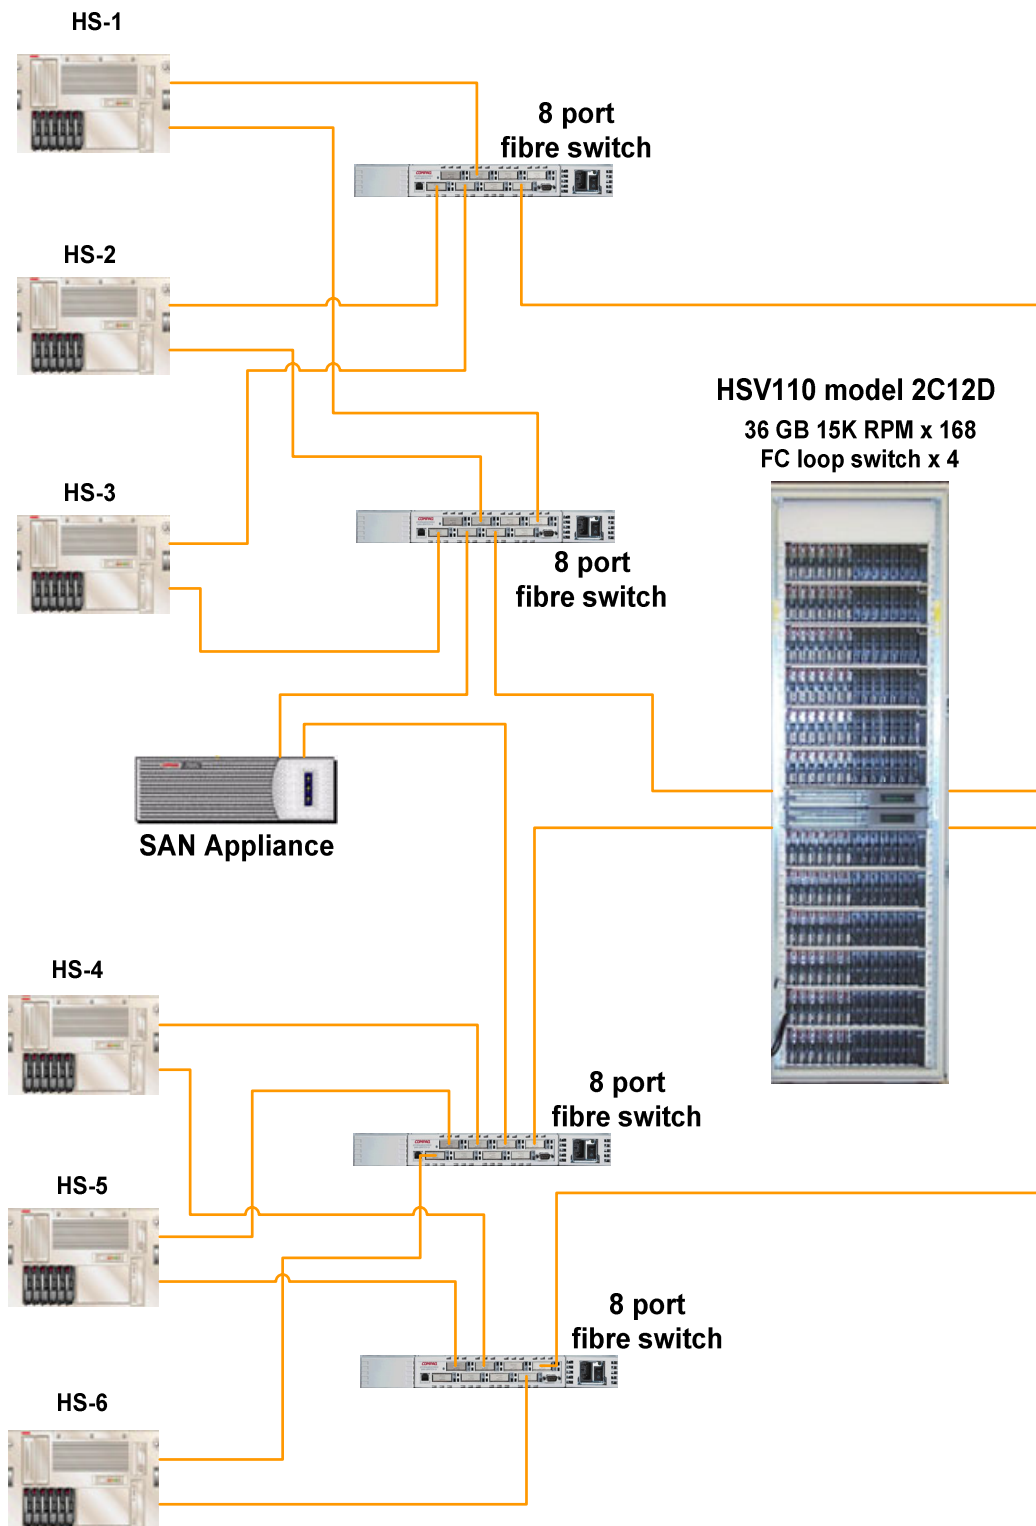 HS-1
8 port
fibre switch
HS-2
HSV110 model 2C12D
36 GB 15K RPM x 168
FC loop switch x 4
HS-3
8 port
fibre switch
SAN Appliance
HS-4
8 port
fibre switch
HS-5
8 port
fibre switch
HS-6